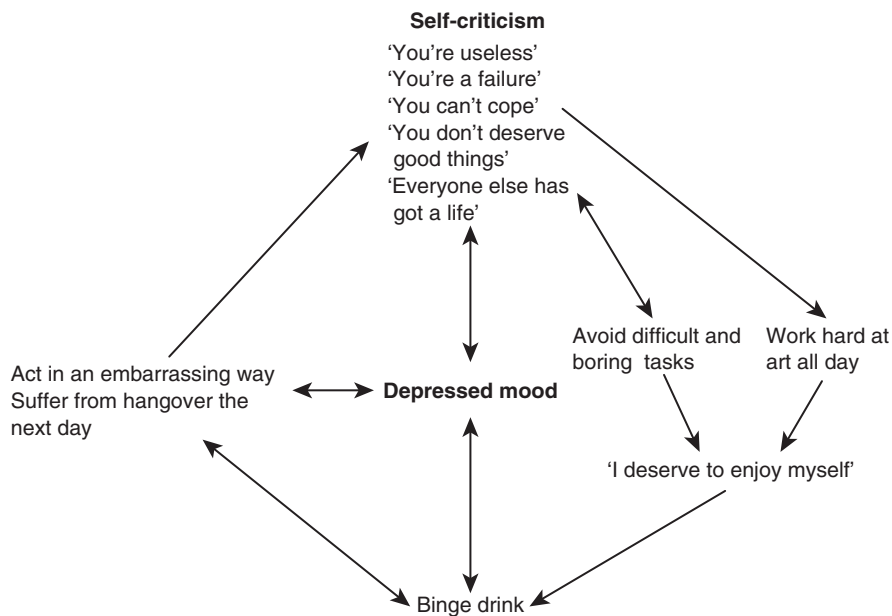 Self-criticism
‘You’re useless’
‘You’re a failure’
‘You can’t cope’
‘You don’t deserve
good things’
‘Everyone else has
got a life’
Avoid difficult and
boring tasks
Work hard at
art all day
Act in an embarrassing way
Suffer from hangover the
next day
Depressed mood
‘I deserve to enjoy myself’
Binge drink